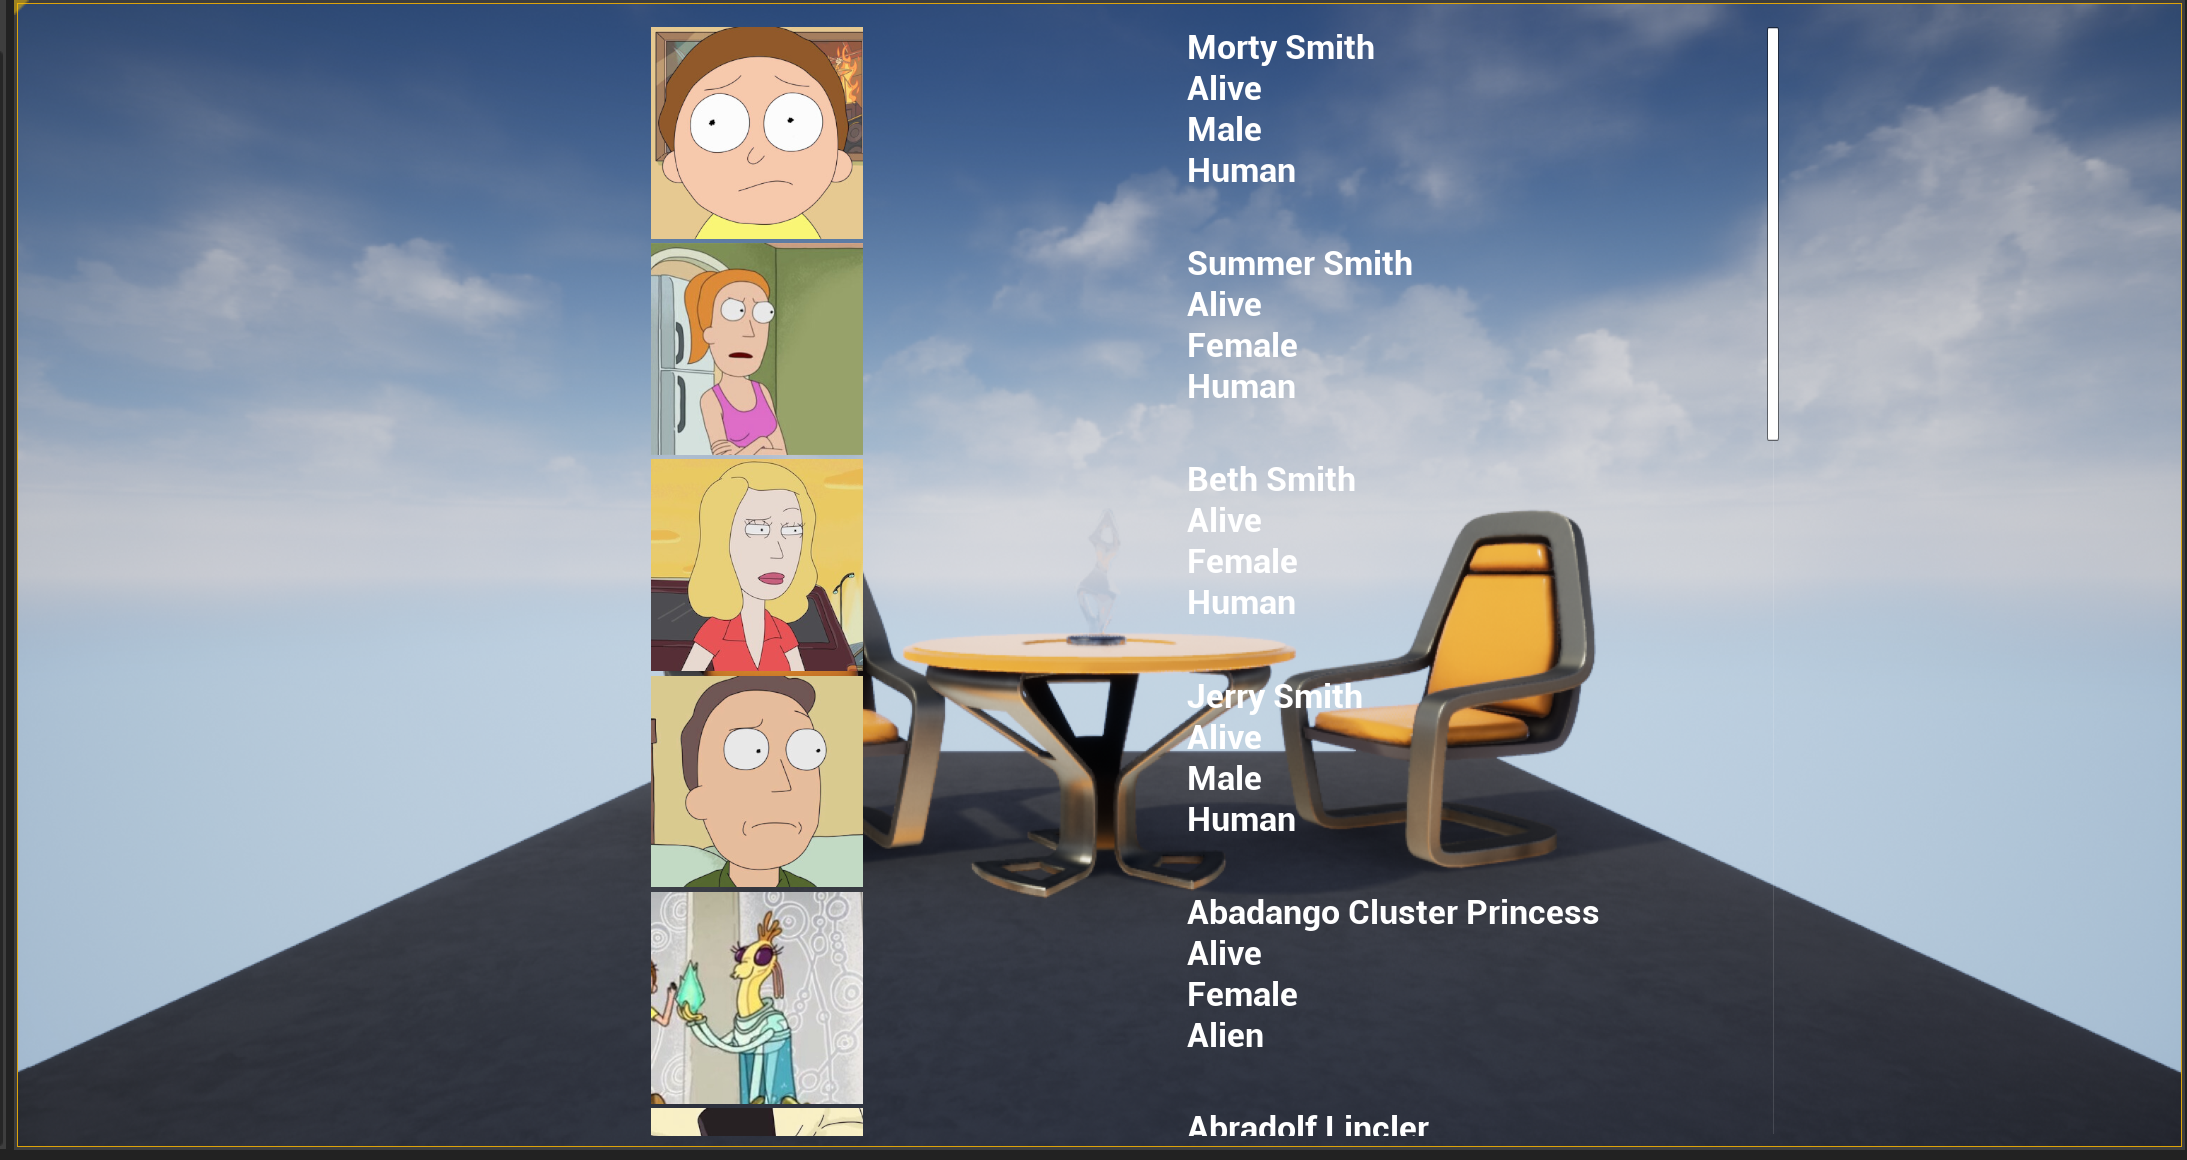 Morty Smith
Alive
Male
Human
Summer Smith
Alive
Female
Human
Beth Smith
Alive
Female
Human
Jerry Smith
Alive
Male
Human
Abadango Cluster Princess
Alive
Female
Alien
Abradolf Lincler